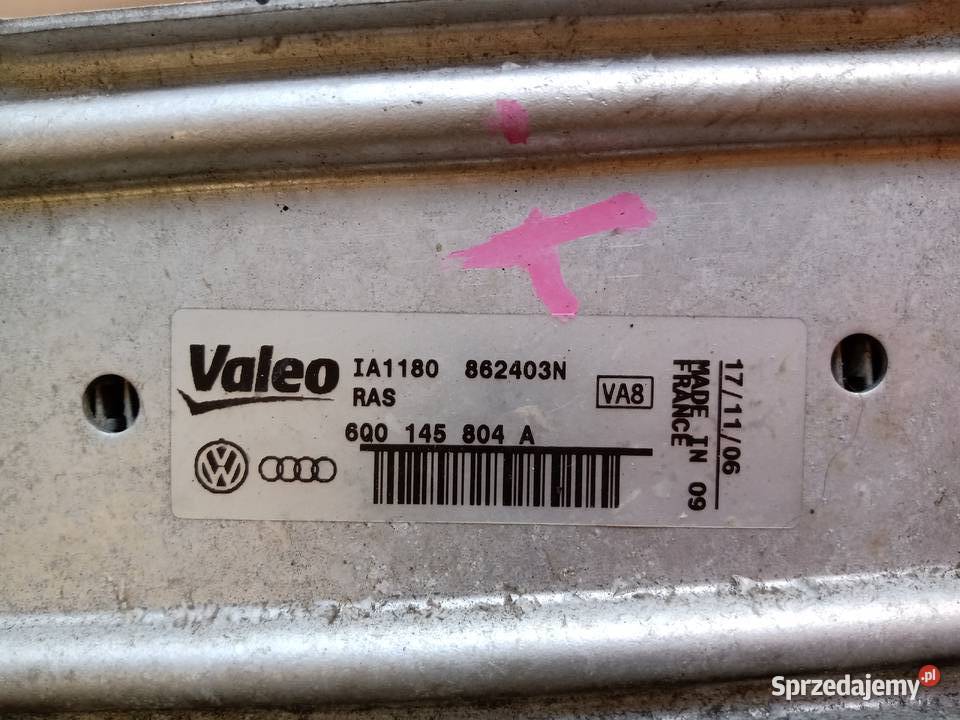 Valeo
IA1180 862403N
RAS
VA8
6Q0 145 804 A
17/11/06
MADE IN 09
FRANCE
Sprzedajemy.pl